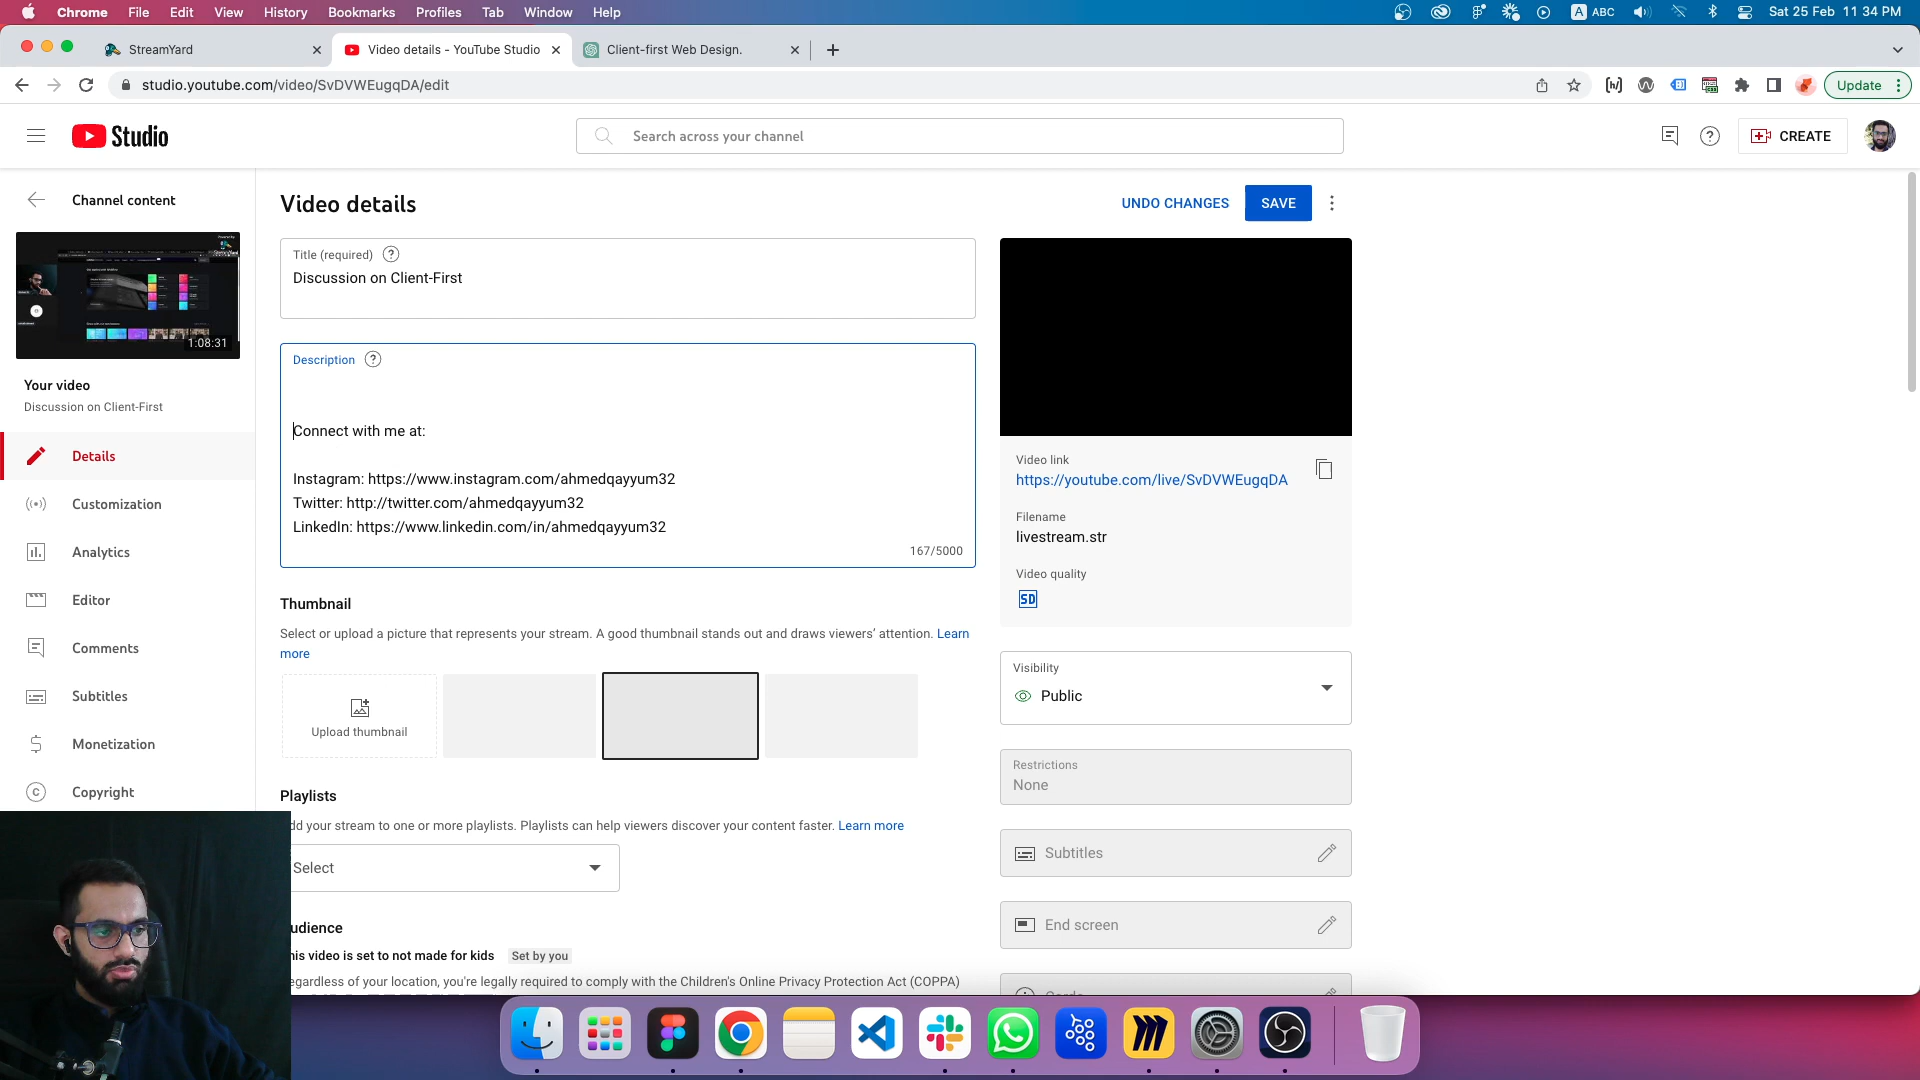 Chrome File Edit View History Bookmarks Profiles Tab Window Help A ABC Sat 25 Feb 11 34 PM
StreamYard Video details - YouTube Studio Client-first Web Design.
studio.youtube.com/video/SvDVWEugqDA/edit Update
Studio Search across your channel CREATE
Channel content
1:08:31
Your video
Discussion on Client-First
Details
Customization
Analytics
Editor
Comments
Subtitles
Monetization
Copyright
Video details UNDO CHANGES SAVE
Title (required)
Discussion on Client-First
Description
Connect with me at:
Instagram: https://www.instagram.com/ahmedqayyum32
Twitter: http://twitter.com/ahmedqayyum32
LinkedIn: https://www.linkedin.com/in/ahmedqayyum32
167/5000
Thumbnail
Select or upload a picture that represents your stream. A good thumbnail stands out and draws viewers’ attention. Learn
more
Upload thumbnail
Playlists
dd your stream to one or more playlists. Playlists can help viewers discover your content faster. Learn more
Select
udience
his video is set to not made for kids Set by you
egardless of your location, you're legally required to comply with the Children's Online Privacy Protection Act (COPPA)
Video link
https://youtube.com/live/SvDVWEugqDA
Filename
livestream.str
Video quality
SD
Visibility
Public
Restrictions
None
Subtitles
End screen